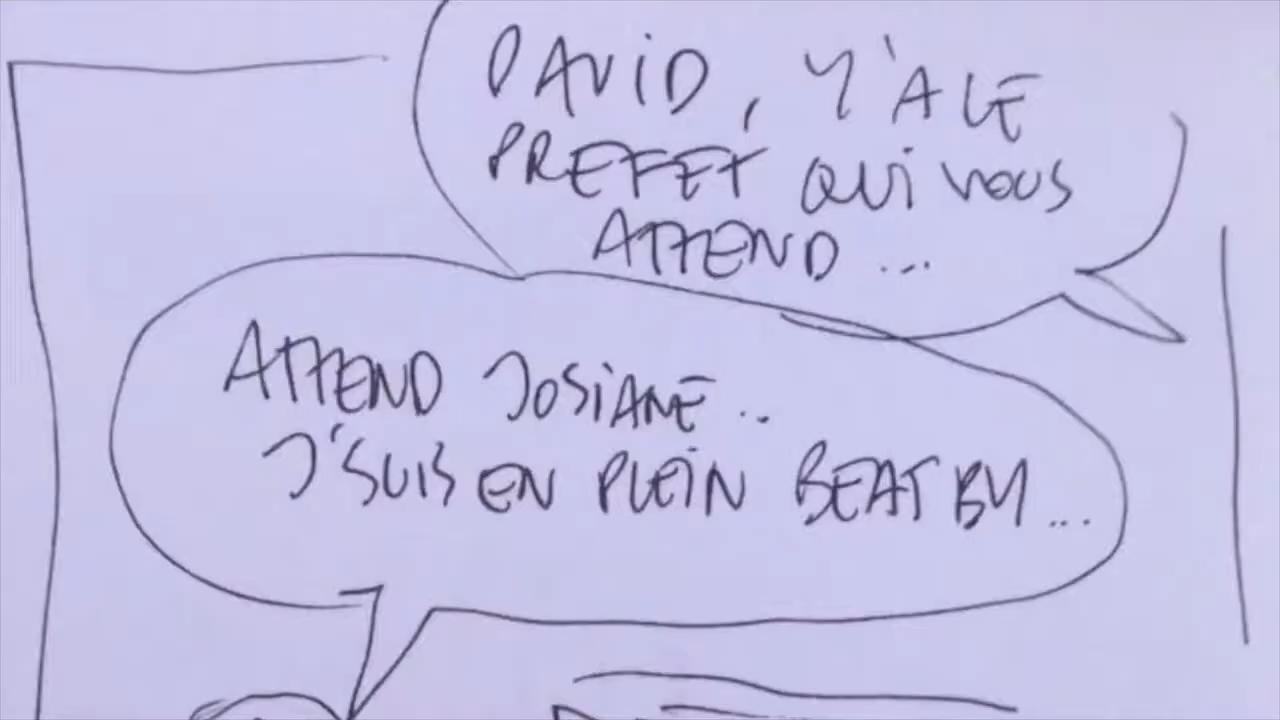 DAVID, Y'A LE
PREFET QUI VOUS
ATTEND ...
ATTEND JOSIANE ..
J'SUIS EN PLEIN BEATBY ...